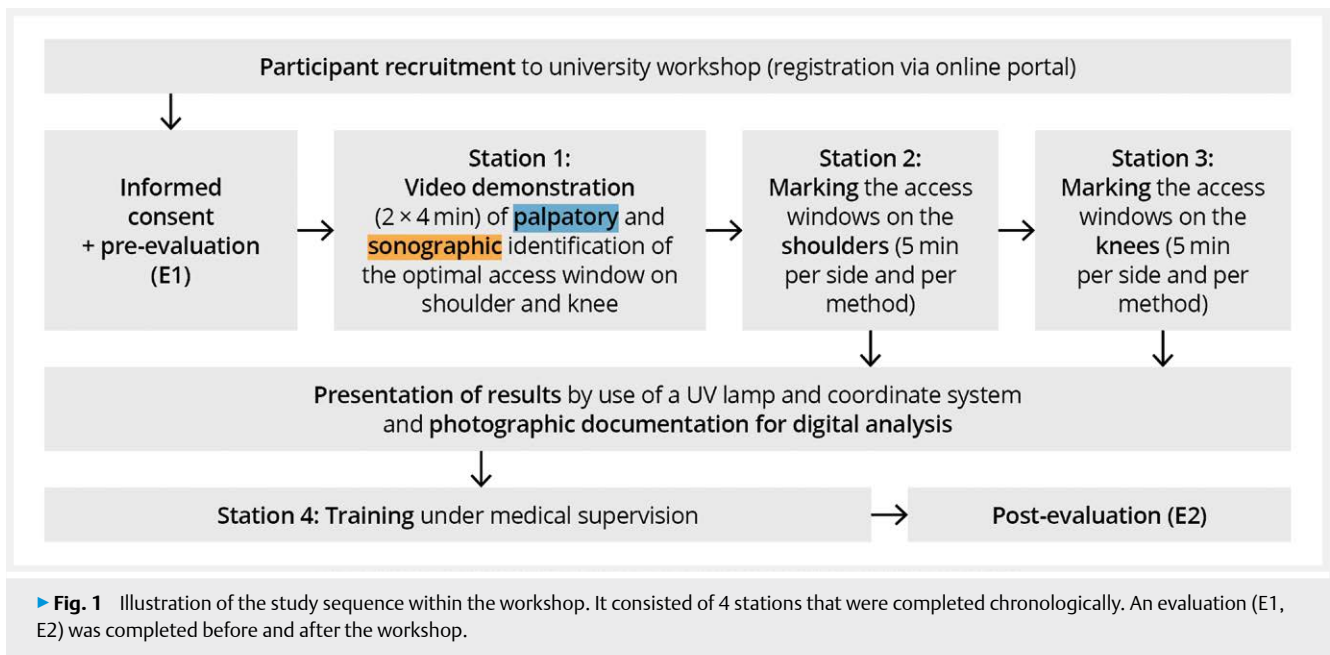 Participant recruitment to university workshop (registration via online portal)
Informed
consent
+ pre-evaluation
(E1)
Station 1:
Video demonstration
(2 × 4 min) of palpatory and
sonographic identification of
the optimal access window on
shoulder and knee
Station 2:
Marking the access
windows on the
shoulders (5 min
per side and per
method)
Station 3:
Marking the access
windows on the
knees (5 min
per side and per
method)
Presentation of results by use of a UV lamp and coordinate system
and photographic documentation for digital analysis
Station 4: Training under medical supervision
Post-evaluation (E2)
▶ Fig. 1 Illustration of the study sequence within the workshop. It consisted of 4 stations that were completed chronologically. An evaluation (E1,
E2) was completed before and after the workshop.